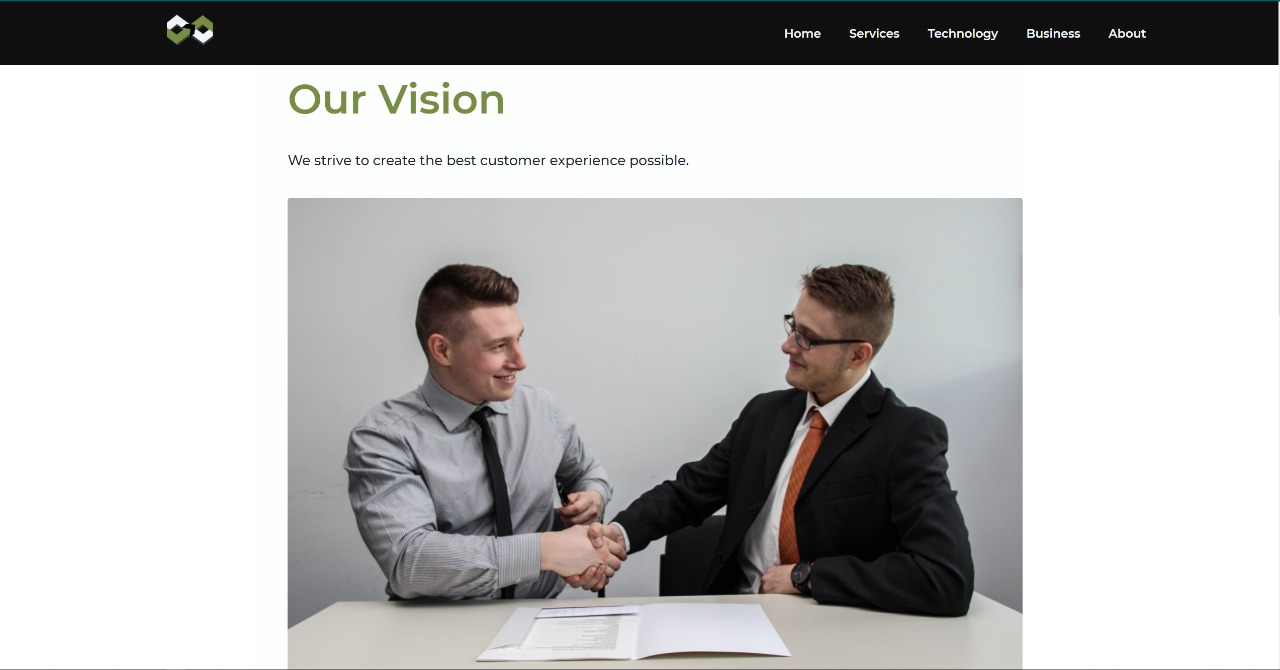 Home Services Technology Business About
Our Vision
We strive to create the best customer experience possible.